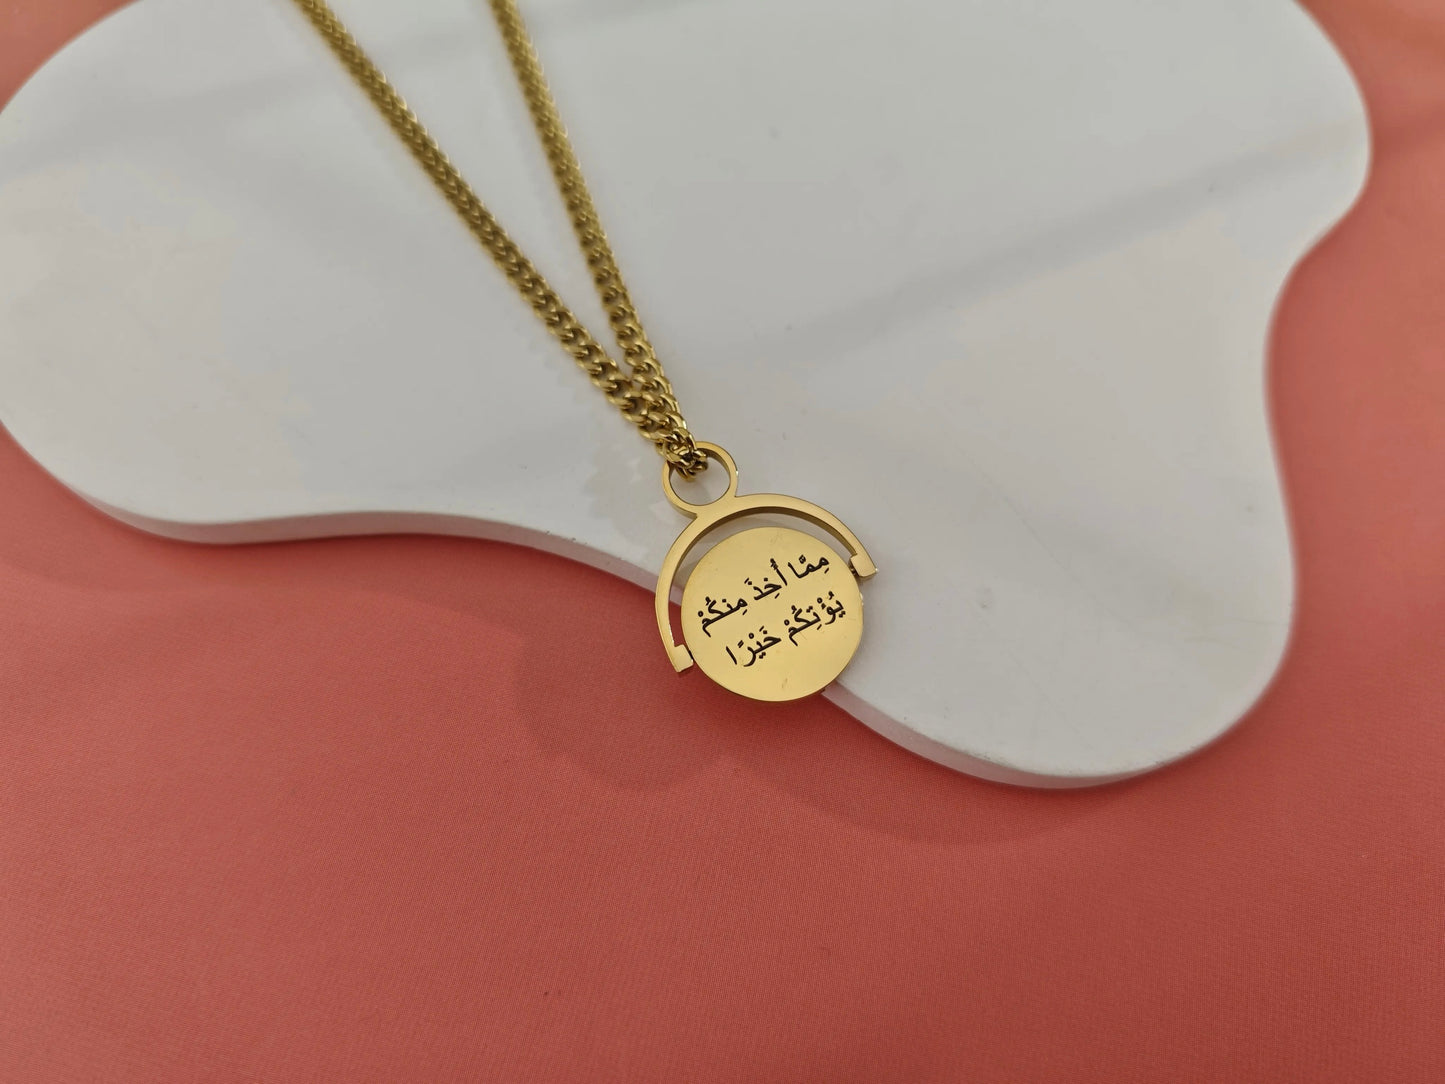 مِمَّا أُخِذَ مِنكُمْ
يُؤْتِكُمْ خَيْرًا